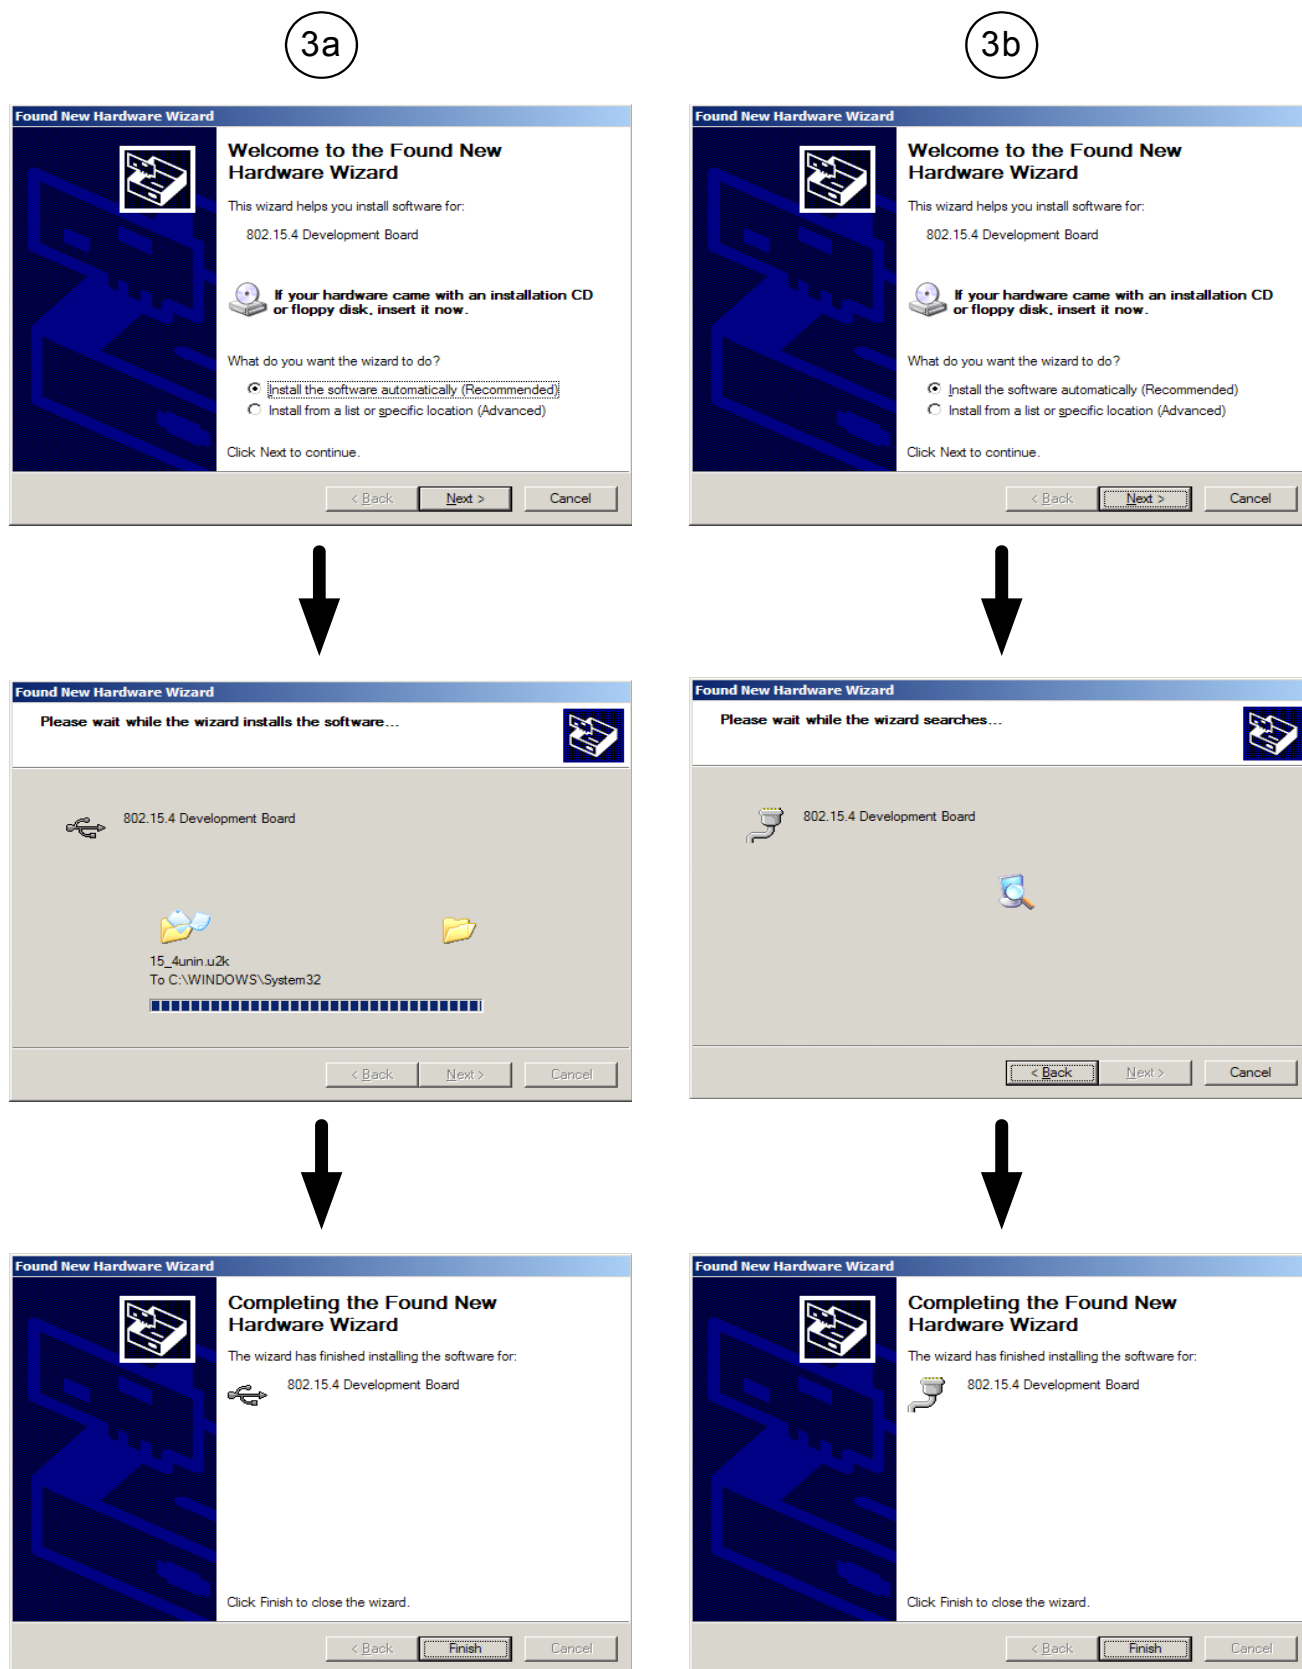 3a
Found New Hardware Wizard
Welcome to the Found New
Hardware Wizard
This wizard helps you install software for:
802.15.4 Development Board
If your hardware came with an installation CD
or floppy disk, insert it now.
What do you want the wizard to do?
Install the software automatically (Recommended)
Install from a list or specific location (Advanced)
Click Next to continue.
< Back Next > Cancel
Found New Hardware Wizard
Please wait while the wizard installs the software...
802.15.4 Development Board
15_4unin.u2k
To C:\WINDOWS\System32
< Back Next > Cancel
Found New Hardware Wizard
Completing the Found New
Hardware Wizard
The wizard has finished installing the software for:
802.15.4 Development Board
Click Finish to close the wizard.
< Back Finish Cancel
3b
Found New Hardware Wizard
Welcome to the Found New
Hardware Wizard
This wizard helps you install software for:
802.15.4 Development Board
If your hardware came with an installation CD
or floppy disk, insert it now.
What do you want the wizard to do?
Install the software automatically (Recommended)
Install from a list or specific location (Advanced)
Click Next to continue.
< Back Next > Cancel
Found New Hardware Wizard
Please wait while the wizard searches...
802.15.4 Development Board
< Back Next > Cancel
Found New Hardware Wizard
Completing the Found New
Hardware Wizard
The wizard has finished installing the software for:
802.15.4 Development Board
Click Finish to close the wizard.
< Back Finish Cancel